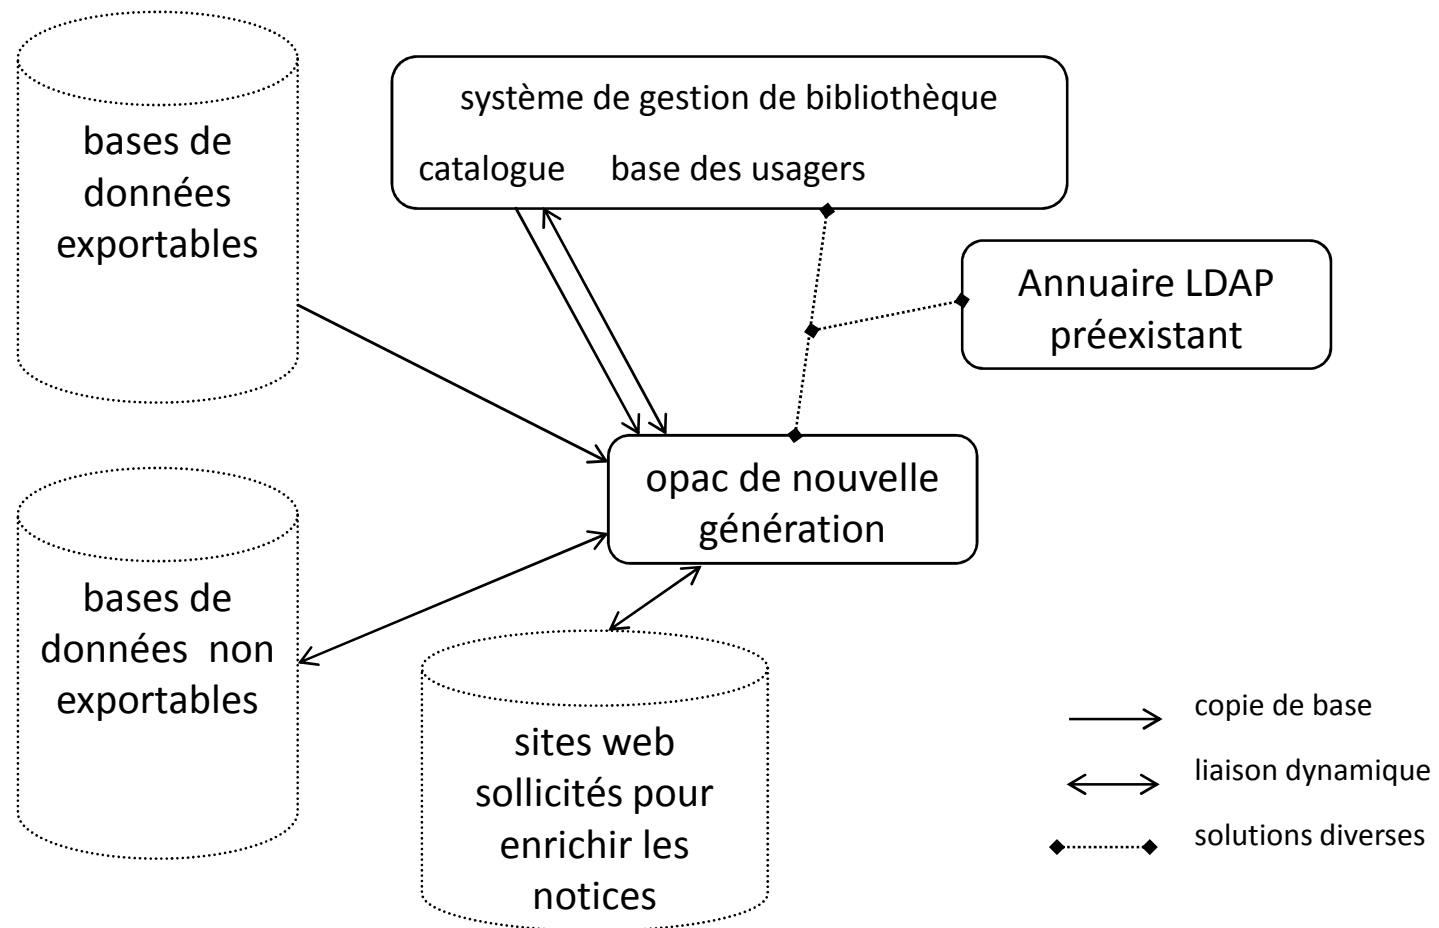 bases de
données
exportables
système de gestion de bibliothèque
catalogue base des usagers
Annuaire LDAP
préexistant
opac de nouvelle
génération
bases de
données non
exportables
sites web
sollicités pour
enrichir les
notices
copie de base
liaison dynamique
solutions diverses